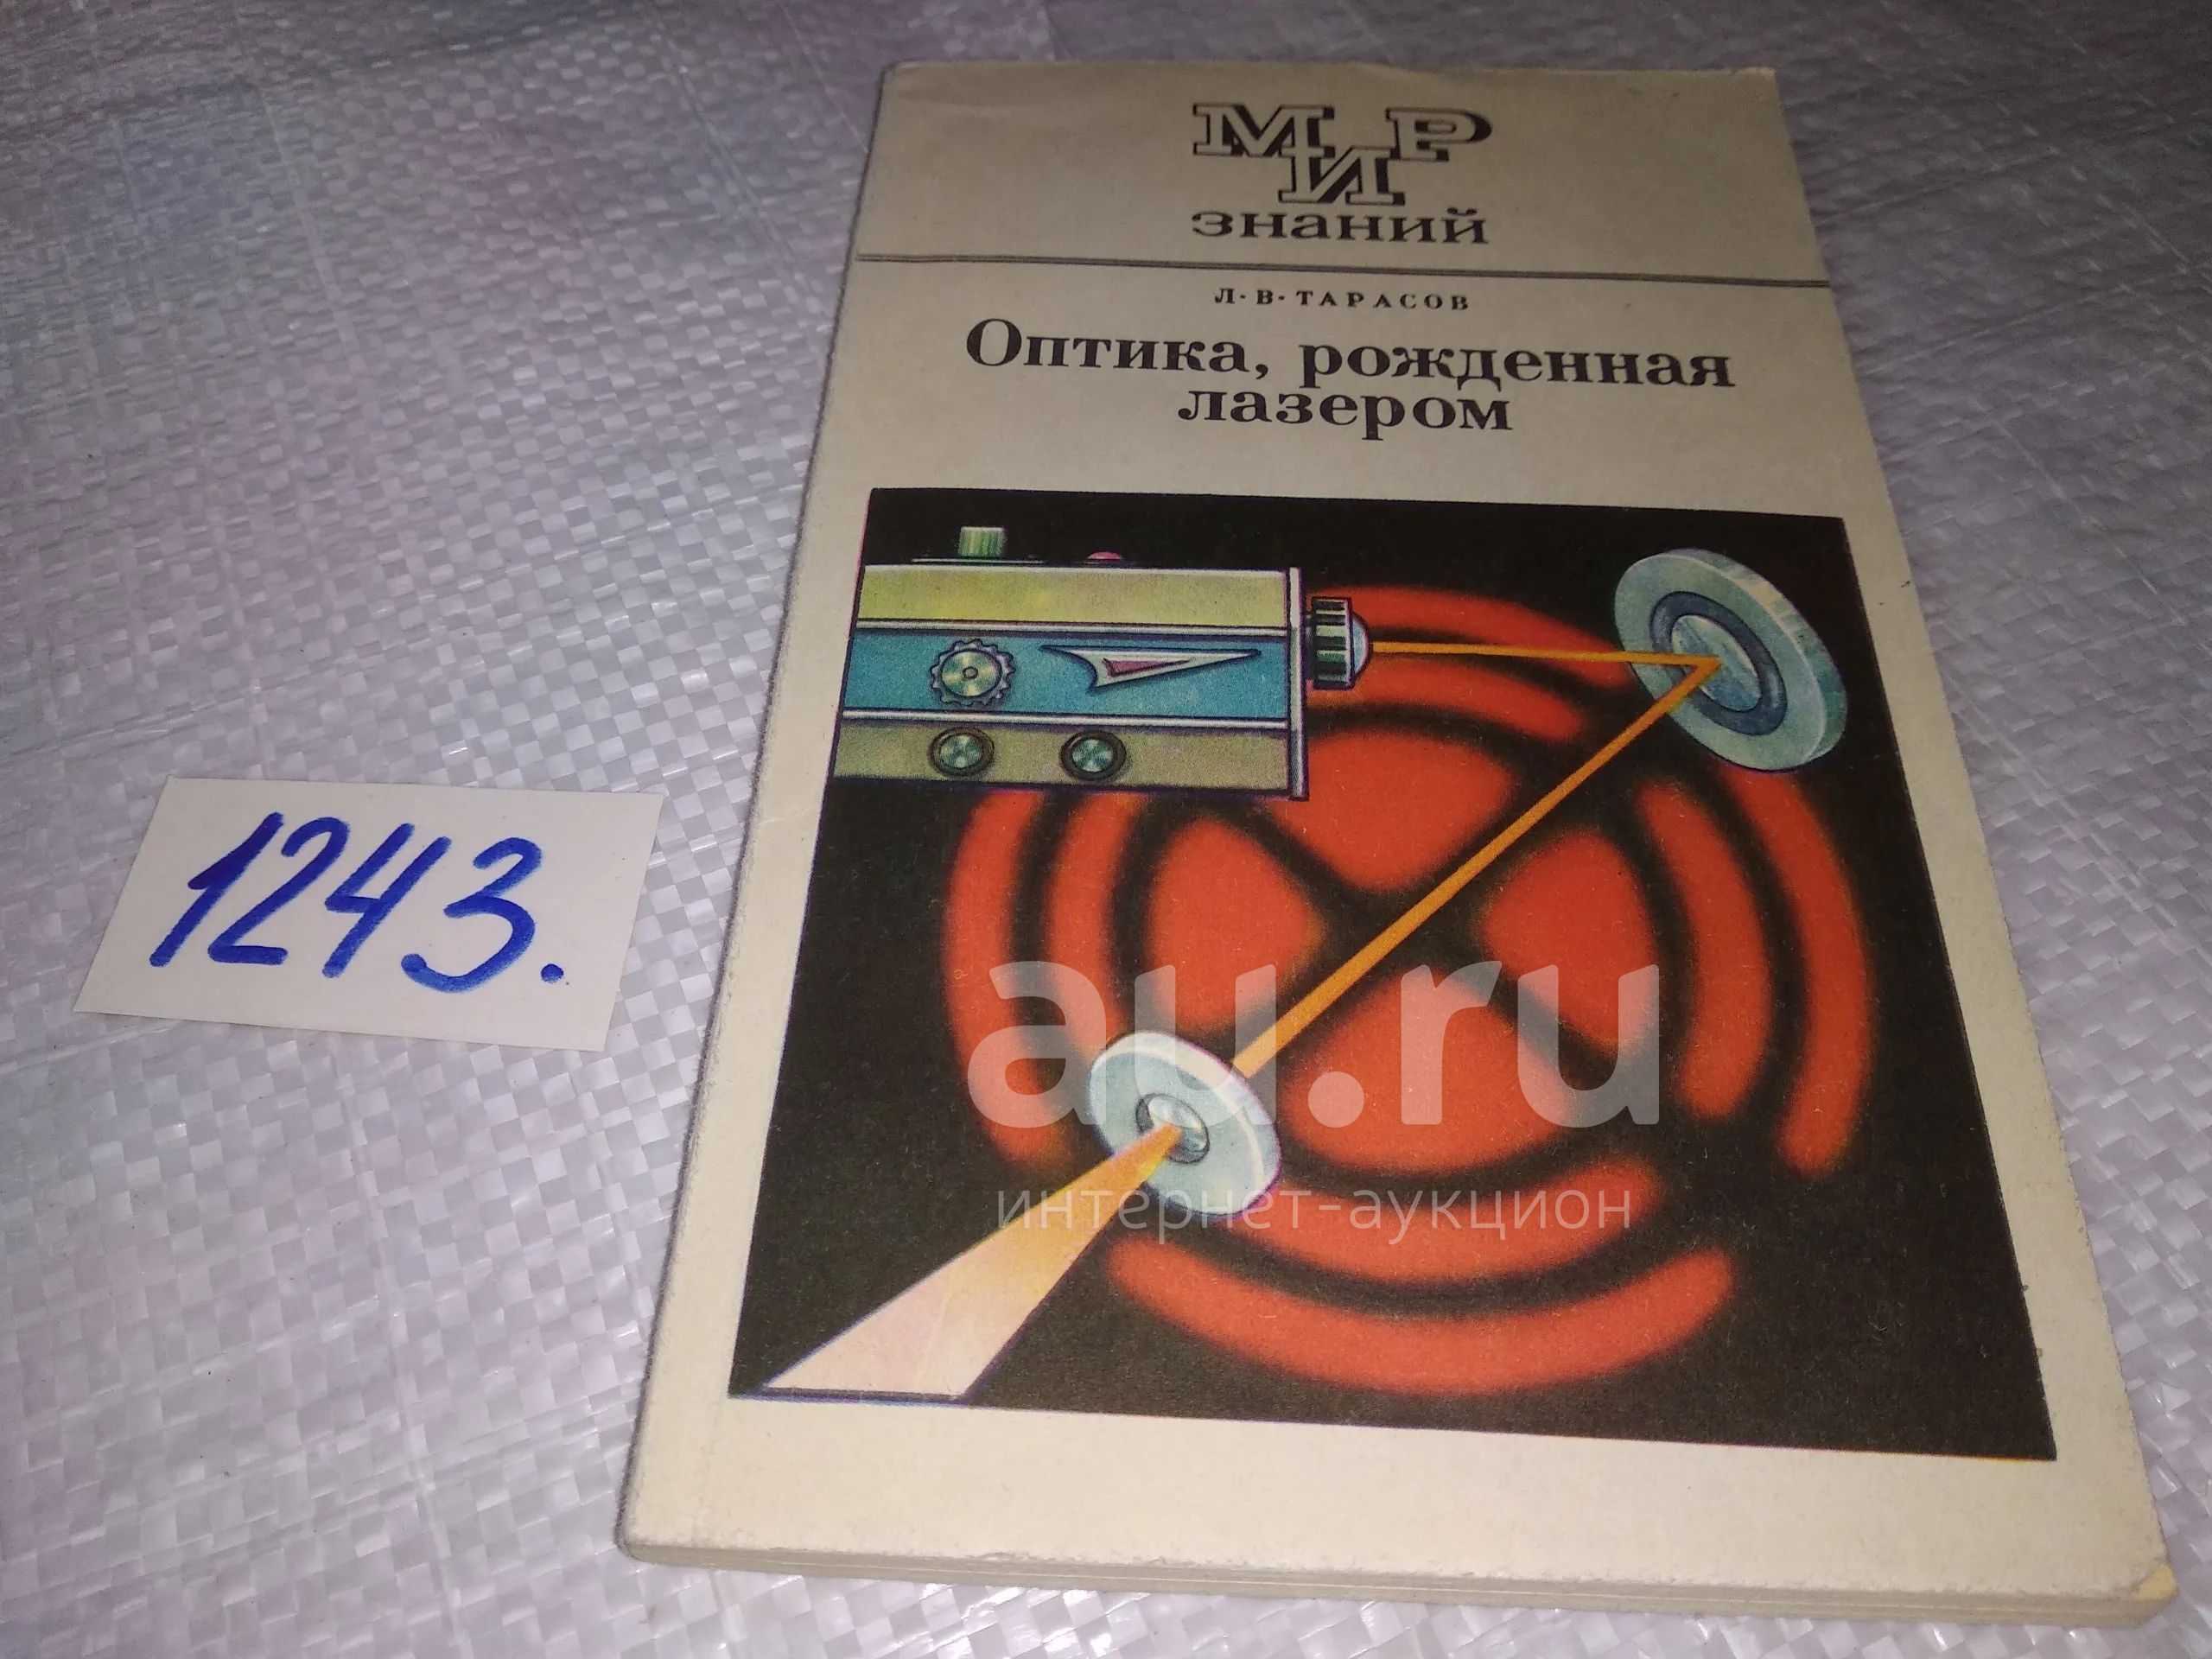 МИР
знаний
Л. В. ТАРАСОВ
Оптика, рожденная
лазером
1243.
au.ru
интернет-аукцион